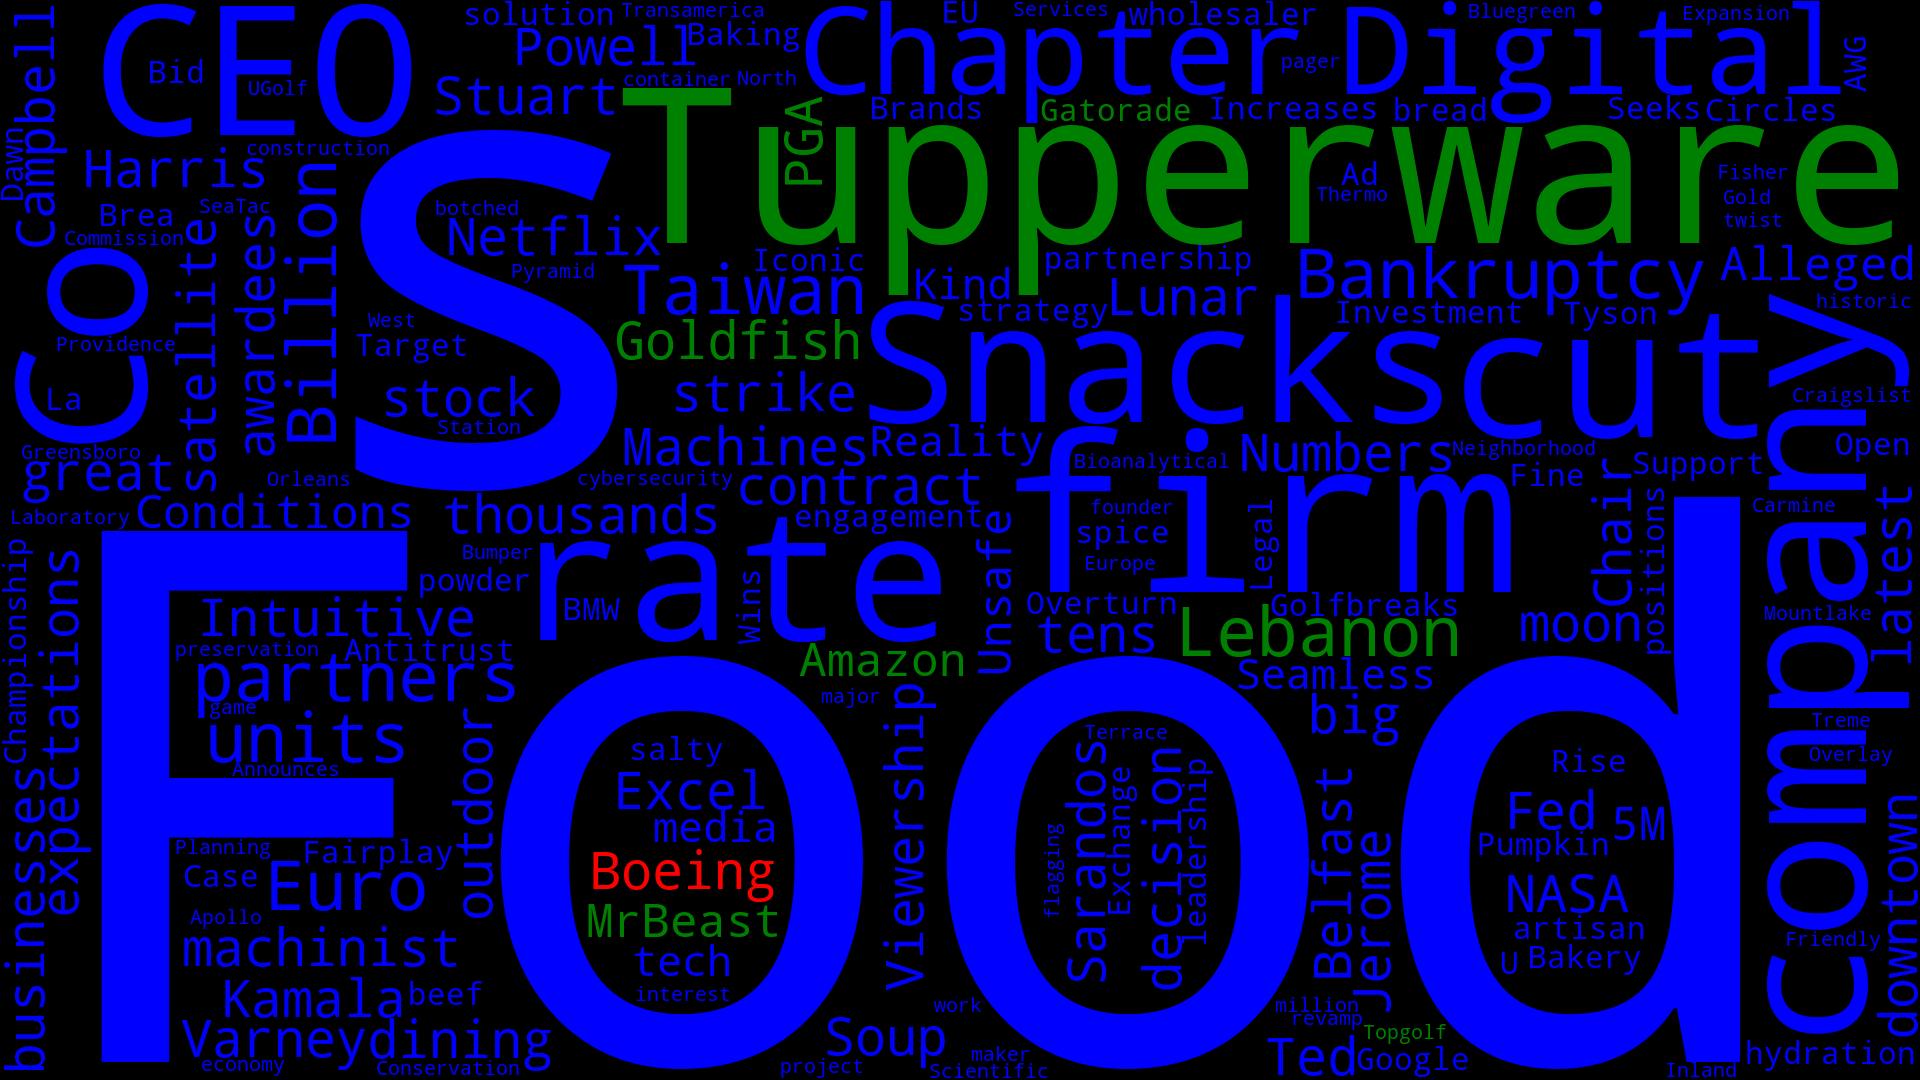 solution
Transamerica
EU
Services
wholesaler
Bluegreen
Expansion
CEO
Campbell
Bid
UGolf
Powell
Baking
Chapter
Digital
pager
AWG
container
North
Stuart
Brands
Gatorade
Increases
bread
Seeks
Circles
Tupperware
PGA
Dawn
construction
Harris
Billion
Ad
Thermo
Fisher
Gold
twist
Brea
SeaTac
Commission
botched
Netflix
Pyramid
S
Iconic
partnership
Bankruptcy
Alleged
Taiwan
Kind
strategy
Lunar
Investment
Tyson
historic
Co
satellite
awardees
West
Target
Providence
Goldfish
Snacks
cut
company
La
stock
Station
strike
Craigslist
Greensboro
great
Orleans
Machines
Reality
Bioanalytical
Numbers
Neighborhood
Open
cybersecurity
contract
firm
Fine
Support
Laboratory
Conditions
thousands
engagement
Unsafe
founder
spice
Europe
Legal
Chair
positions
Carmine
latest
Championship
expectations
Food
Bumper
powder
rate
BMW
Wins
Overturn
Golfbreaks
tens
Lebanon
moon
Mountlake
Intuitive
preservation
Antitrust
Amazon
partners
major
Seamless
game
units
big
Treme
Announces
outdoor
Viewership
salty
Terrace
Overlay
businesses
Excel
media
Sarandos
Exchange
decision
leadership
flagging
Belfast
Jerome
Rise
Fed
5M
Pumpkin
downtown
Planning
Fairplay
Case
Euro
Boeing
MrBeast
NASA
artisan
Apollo
machinist
tech
U
Bakery
Friendly
interest
Kamala
beef
work
million
revamp
Varney
dining
Soup
Topgolf
economy
Conservation
project
maker
Scientific
Ted
Google
Inland
hydration